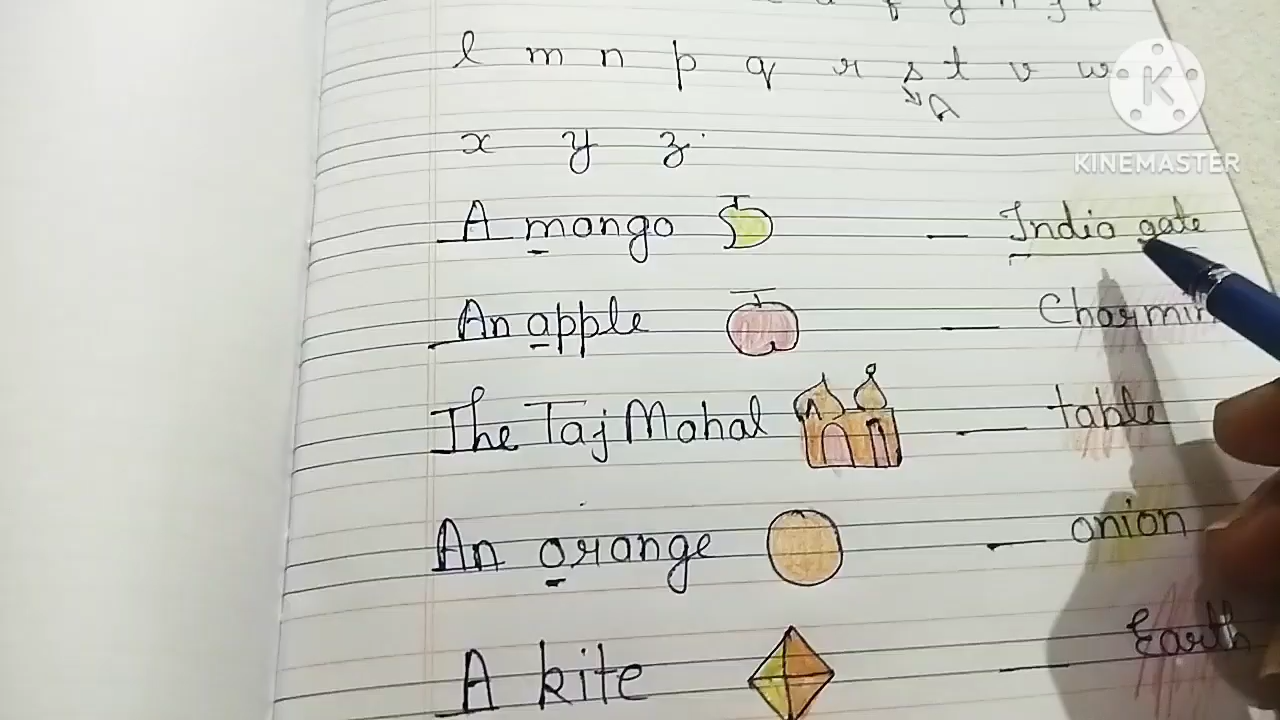 l m n p q r s t v w
s
x y z
A mango — India gate
An apple — Charmin
The Taj Mahal — table
An orange — onion
A kite — Earth
KINEMASTER